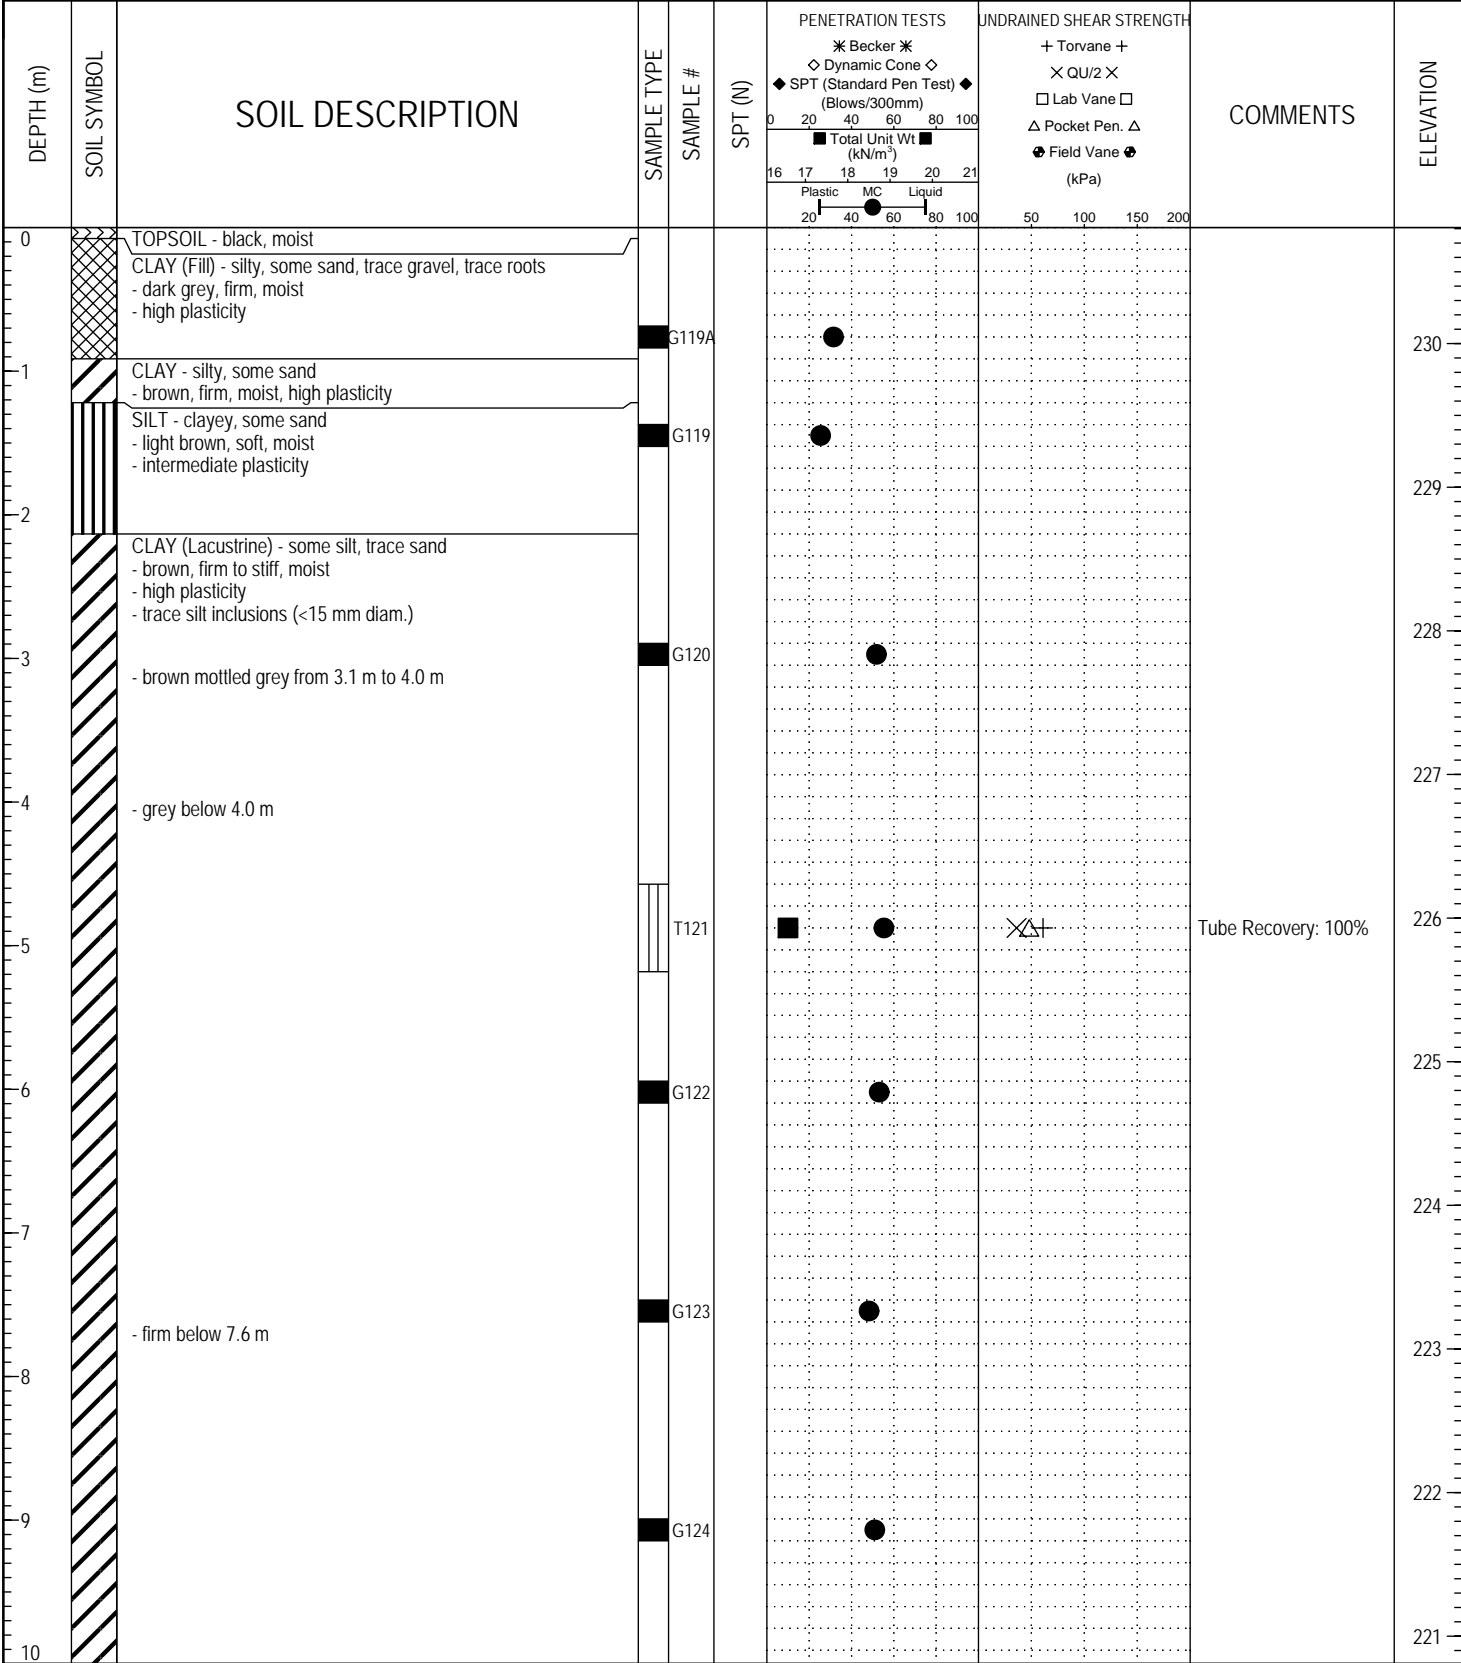 DEPTH (m)
SOIL SYMBOL
SOIL DESCRIPTION
SAMPLE TYPE
SAMPLE #
SPT (N)
PENETRATION TESTS
Becker
Dynamic Cone
SPT (Standard Pen Test)
(Blows/300mm)
0 20 40 60 80 100
Total Unit Wt
(kN/m³)
16 17 18 19 20 21
Plastic MC Liquid
20 40 60 80 100
UNDRAINED SHEAR STRENGTH
+ Torvane +
QU/2
Lab Vane
Pocket Pen.
Field Vane
(kPa)
50 100 150 200
COMMENTS
ELEVATION
0
TOPSOIL - black, moist
CLAY (Fill) - silty, some sand, trace gravel, trace roots
- dark grey, firm, moist
- high plasticity
G119A
230
1
CLAY - silty, some sand
- brown, firm, moist, high plasticity
SILT - clayey, some sand
- light brown, soft, moist
- intermediate plasticity
G119
229
2
CLAY (Lacustrine) - some silt, trace sand
- brown, firm to stiff, moist
- high plasticity
- trace silt inclusions (<15 mm diam.)
228
3
G120
- brown mottled grey from 3.1 m to 4.0 m
227
4
- grey below 4.0 m
T121
Tube Recovery: 100%
226
5
225
6
G122
224
7
G123
- firm below 7.6 m
223
8
222
9
G124
221
10